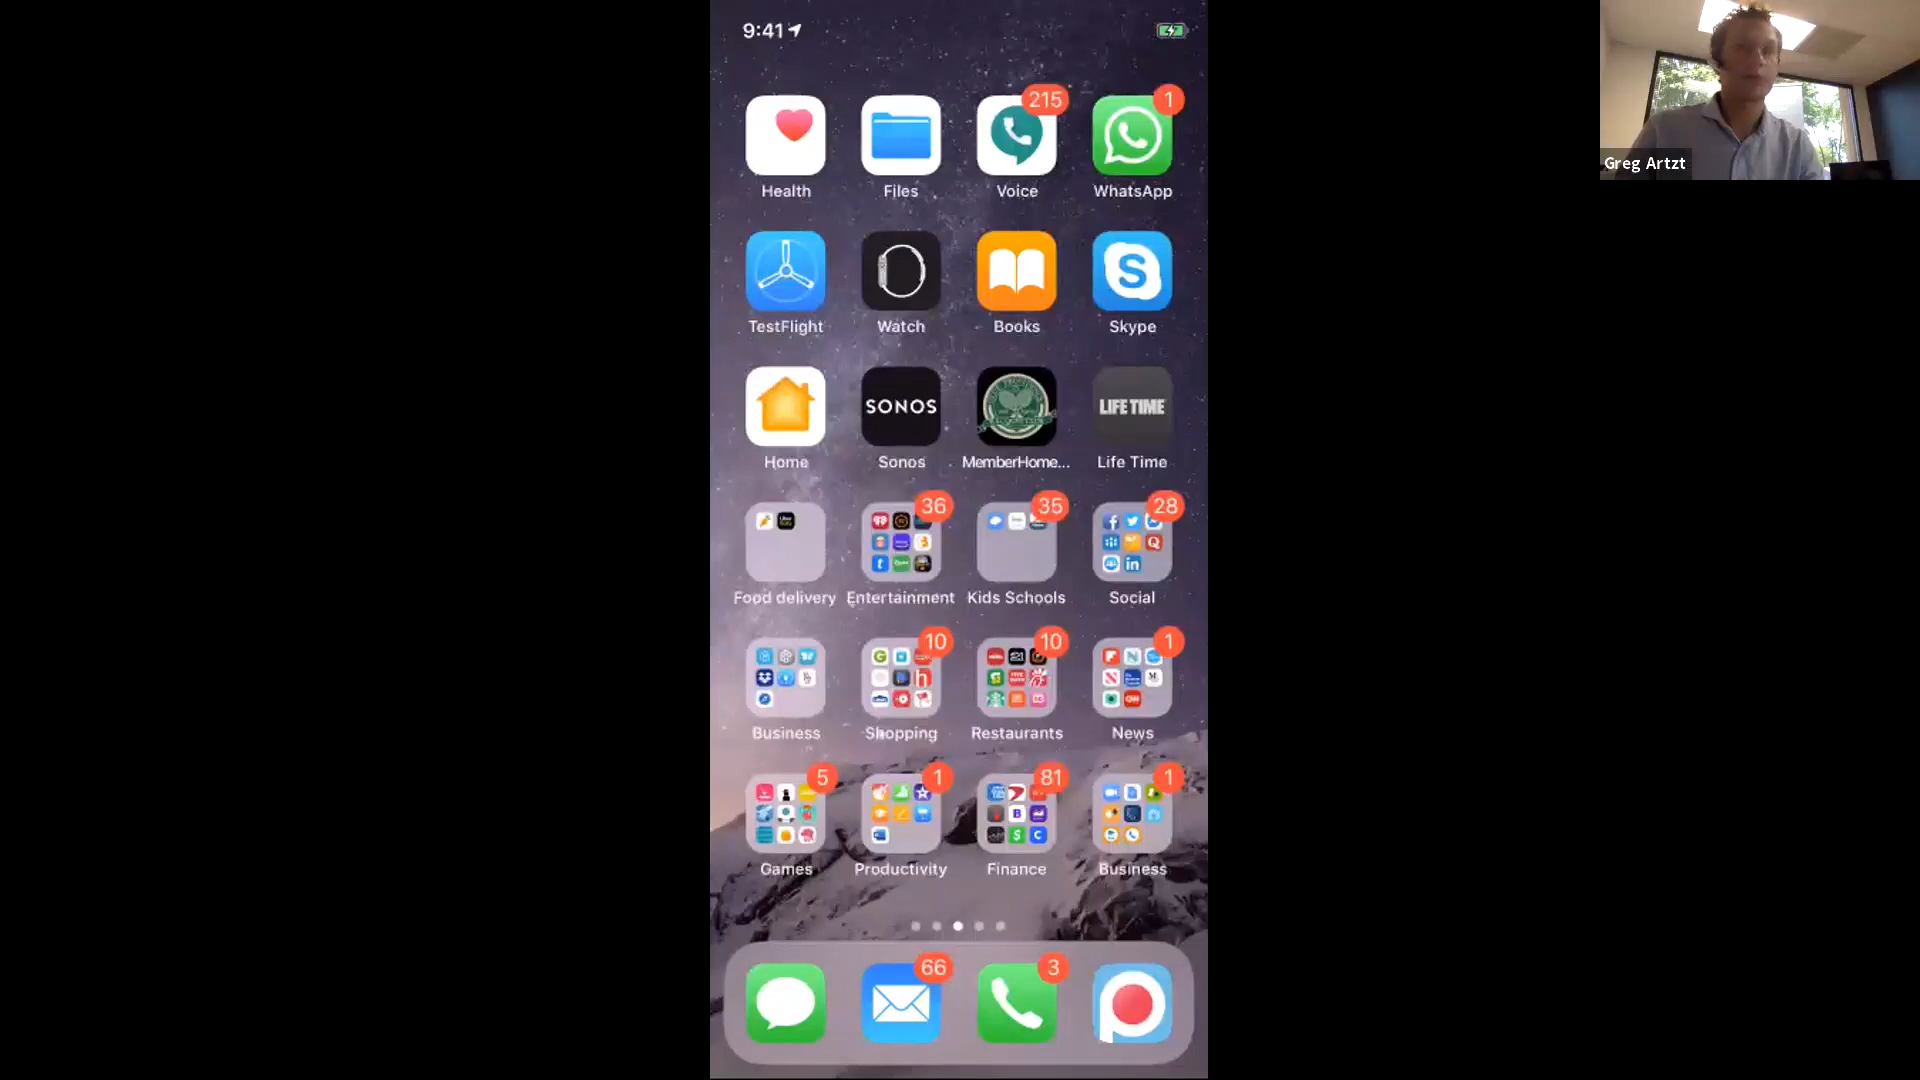 9:41
Greg Artzt
215
1
Health
Files
Voice
WhatsApp
TestFlight
Watch
Books
Skype
SONOS
LIFE TIME
Home
Sonos
MemberHome...
Life Time
36
35
28
Food delivery
Entertainment
Kids Schools
Social
10
10
1
Business
Shopping
Restaurants
News
5
1
81
1
Games
Productivity
Finance
Business
66
3